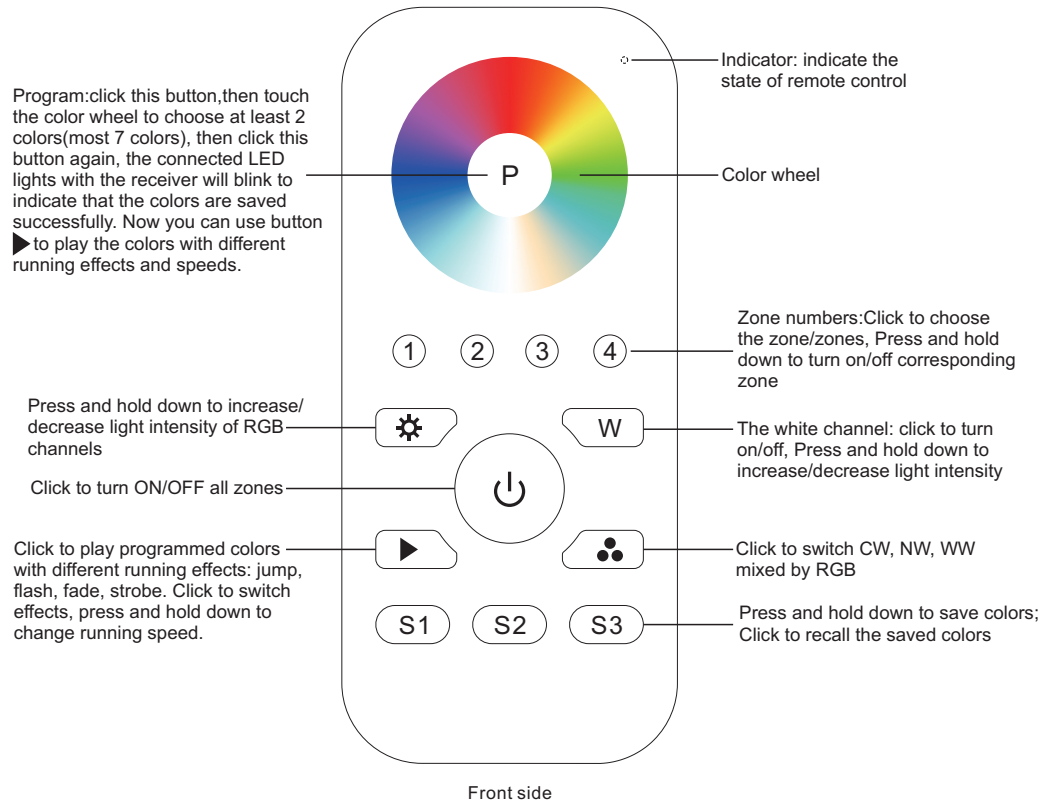 Indicator: indicate the
state of remote control
Program:click this button,then touch
the color wheel to choose at least 2
colors(most 7 colors), then click this
button again, the connected LED
lights with the receiver will blink to
indicate that the colors are saved
successfully. Now you can use button
▶to play the colors with different
running effects and speeds.
P
Color wheel
Zone numbers:Click to choose
the zone/zones, Press and hold
down to turn on/off corresponding
zone
1 2 3 4
Press and hold down to increase/
decrease light intensity of RGB
channels
W
The white channel: click to turn
on/off, Press and hold down to
increase/decrease light intensity
Click to turn ON/OFF all zones
Click to play programmed colors
with different running effects: jump,
flash, fade, strobe. Click to switch
effects, press and hold down to
change running speed.
Click to switch CW, NW, WW
mixed by RGB
S1 S2 S3
Press and hold down to save colors;
Click to recall the saved colors
Front side